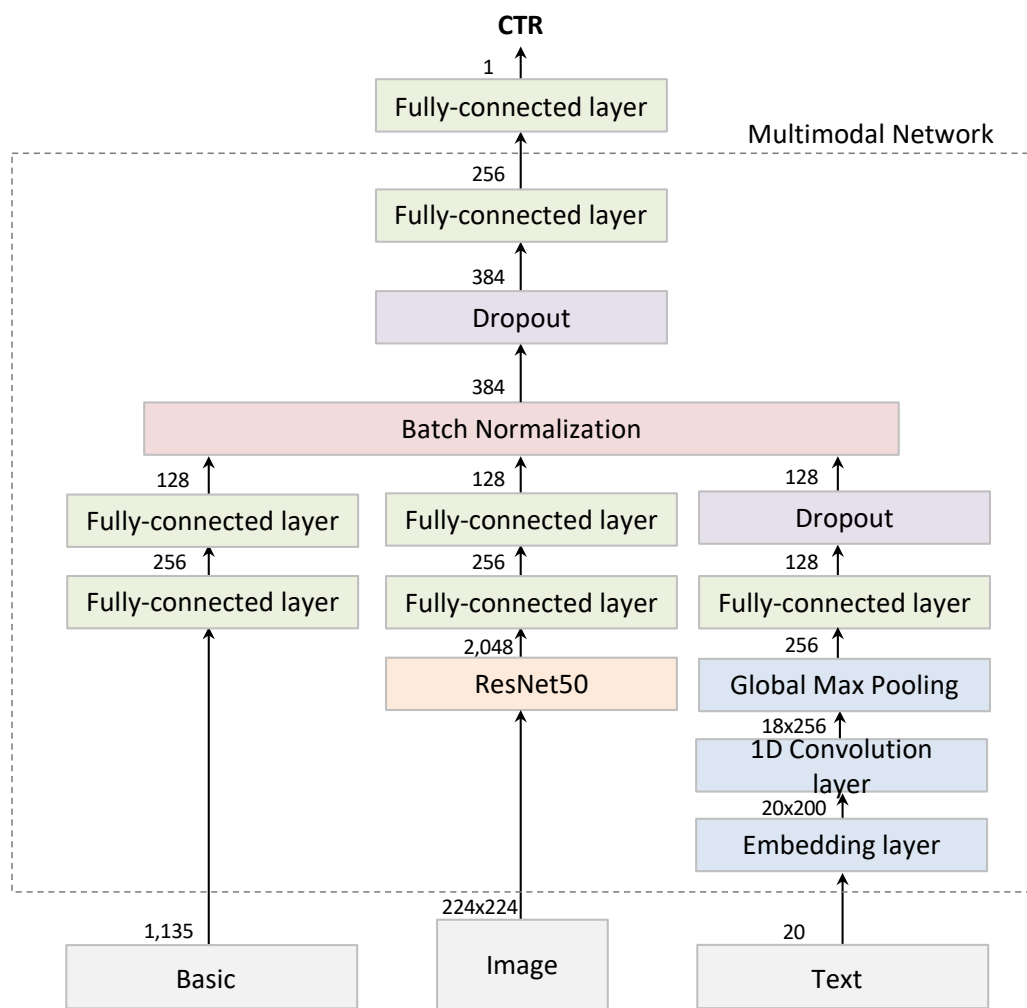 CTR
1
Fully-connected layer
Multimodal Network
256
Fully-connected layer
384
Dropout
384
Batch Normalization
128 128 128
Fully-connected layer Fully-connected layer Dropout
256 256 128
Fully-connected layer Fully-connected layer Fully-connected layer
2,048 256
ResNet50 Global Max Pooling
18x256
1D Convolution
layer
20x200
Embedding layer
224x224
1,135 20
Basic Image Text